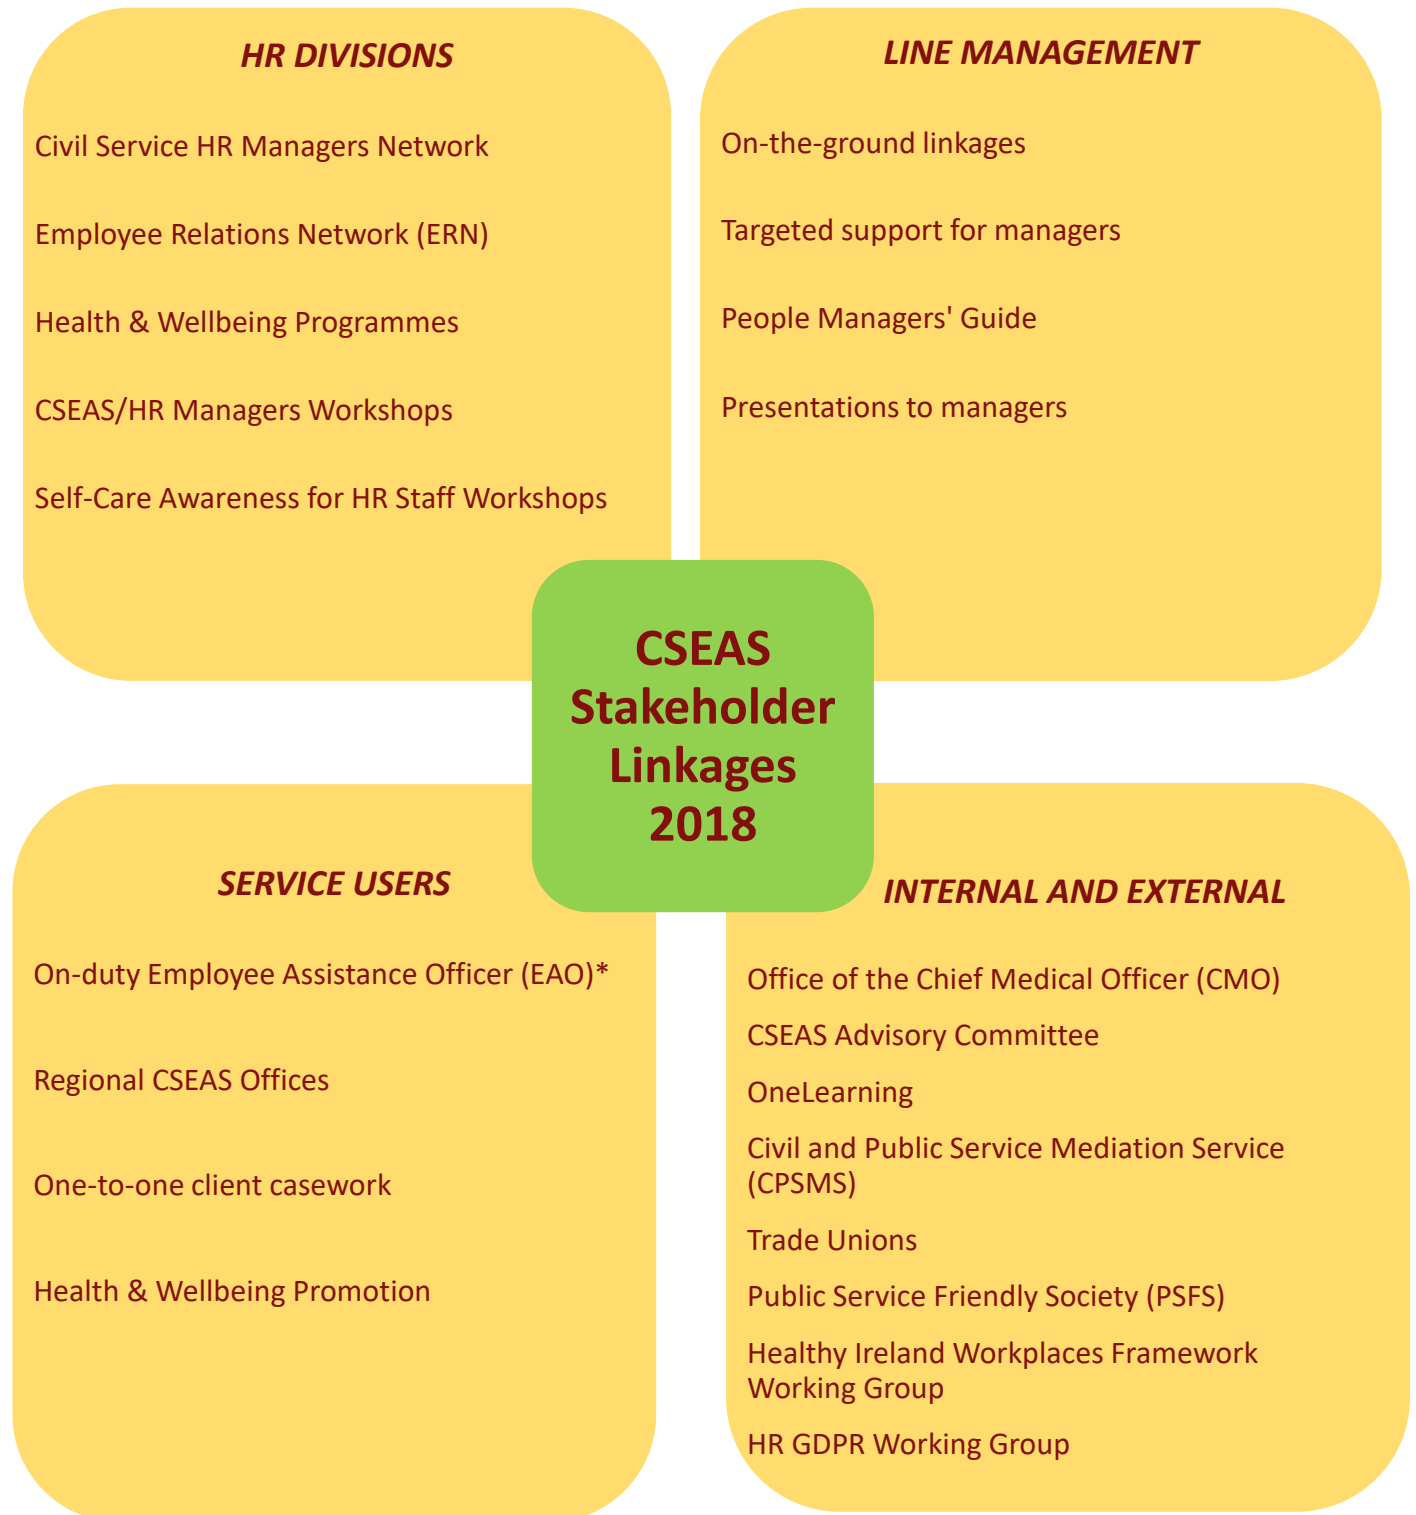 HR DIVISIONS
Civil Service HR Managers Network
Employee Relations Network (ERN)
Health & Wellbeing Programmes
CSEAS/HR Managers Workshops
Self-Care Awareness for HR Staff Workshops
LINE MANAGEMENT
On-the-ground linkages
Targeted support for managers
People Managers' Guide
Presentations to managers
CSEAS
Stakeholder
Linkages
2018
SERVICE USERS
On-duty Employee Assistance Officer (EAO)*
Regional CSEAS Offices
One-to-one client casework
Health & Wellbeing Promotion
INTERNAL AND EXTERNAL
Office of the Chief Medical Officer (CMO)
CSEAS Advisory Committee
OneLearning
Civil and Public Service Mediation Service
(CPSMS)
Trade Unions
Public Service Friendly Society (PSFS)
Healthy Ireland Workplaces Framework
Working Group
HR GDPR Working Group